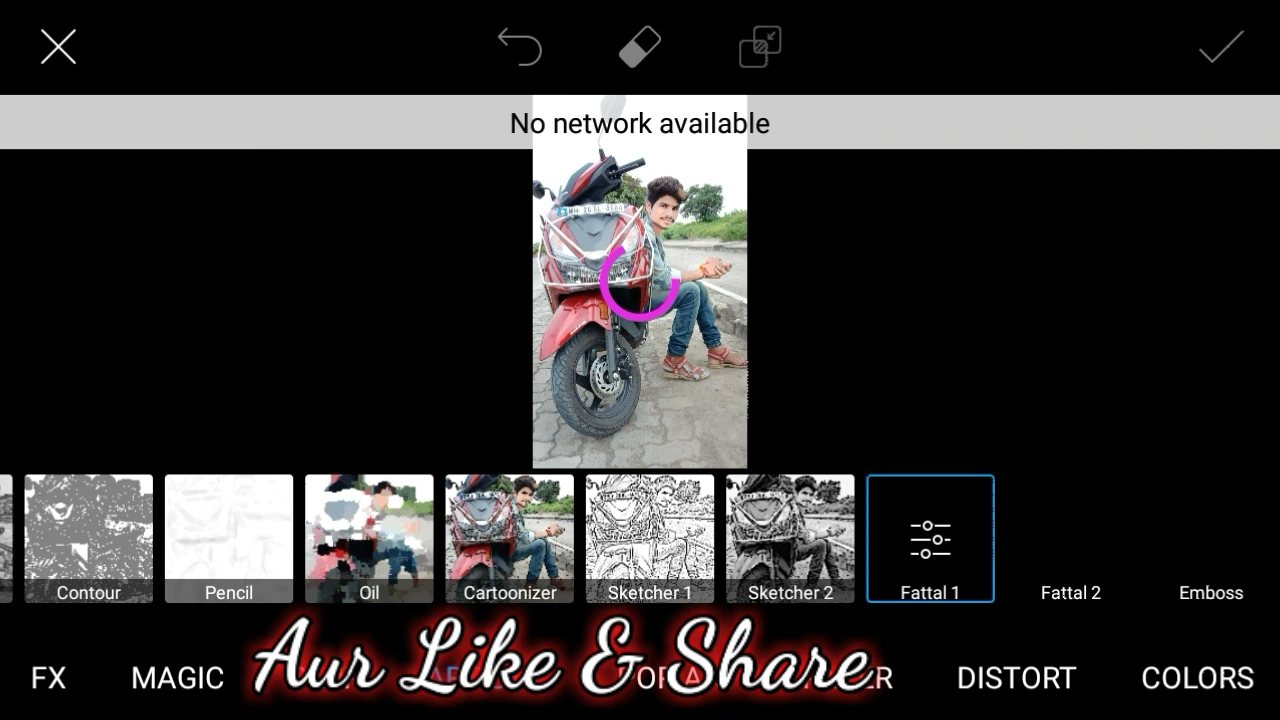 No network available
Contour
Pencil
Oil
Cartoonizer
Sketcher 1
Sketcher 2
Fattal 1
Fattal 2
Emboss
FX
MAGIC
DISTORT
COLORS
Aur Like & Share